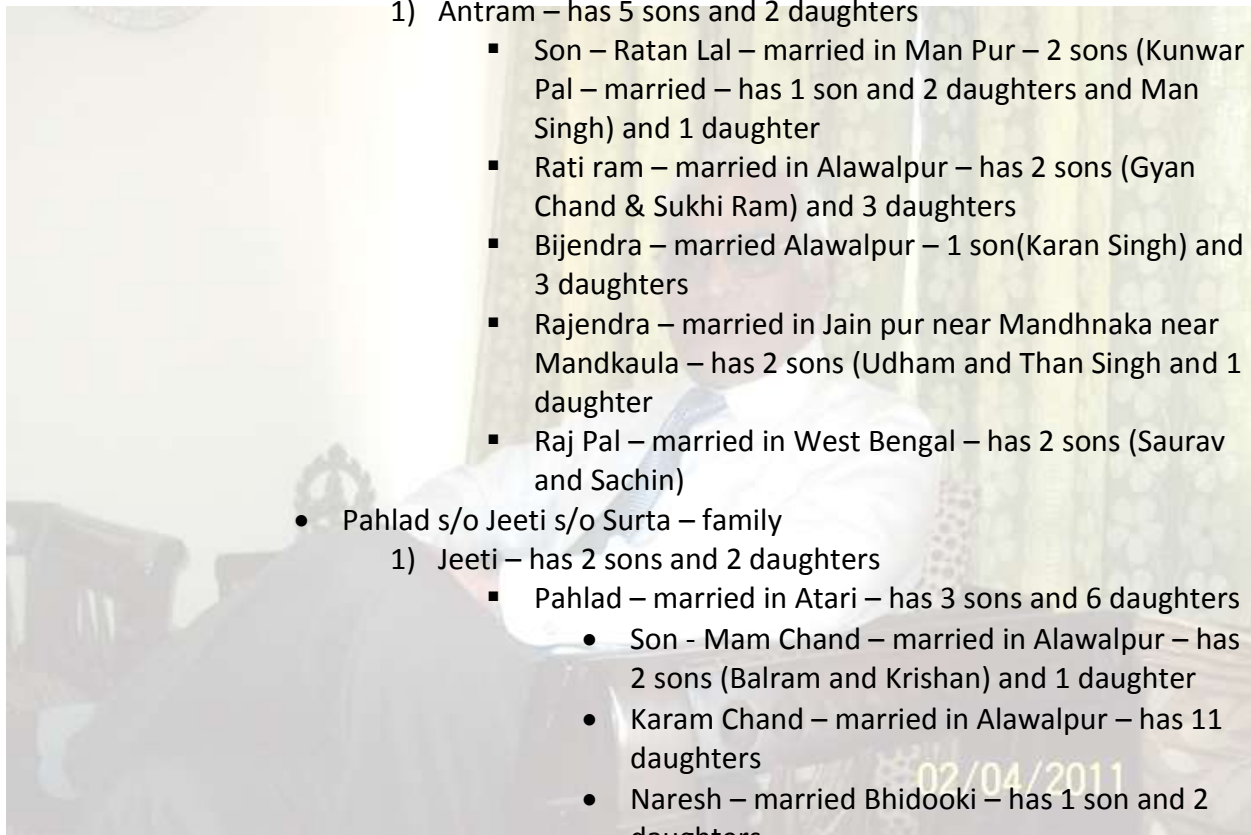 1) Antram – has 5 sons and 2 daughters
▪ Son – Ratan Lal – married in Man Pur – 2 sons (Kunwar
Pal – married – has 1 son and 2 daughters and Man
Singh) and 1 daughter
▪ Rati ram – married in Alawalpur – has 2 sons (Gyan
Chand & Sukhi Ram) and 3 daughters
▪ Bijendra – married Alawalpur – 1 son(Karan Singh) and
3 daughters
▪ Rajendra – married in Jain pur near Mandhnaka near
Mandkaula – has 2 sons (Udham and Than Singh and 1
daughter
▪ Raj Pal – married in West Bengal – has 2 sons (Saurav
and Sachin)
• Pahlad s/o Jeeti s/o Surta – family
1) Jeeti – has 2 sons and 2 daughters
▪ Pahlad – married in Atari – has 3 sons and 6 daughters
• Son - Mam Chand – married in Alawalpur – has
2 sons (Balram and Krishan) and 1 daughter
• Karam Chand – married in Alawalpur – has 11
daughters
02/04/2011
• Naresh – married Bhidooki – has 1 son and 2
daughters